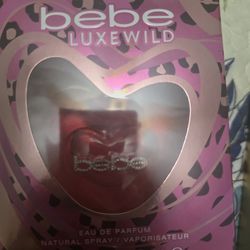 bebe
LUXEWILD
bebe
EAU DE PARFUM
NATURAL SPRAY / VAPORISATEUR